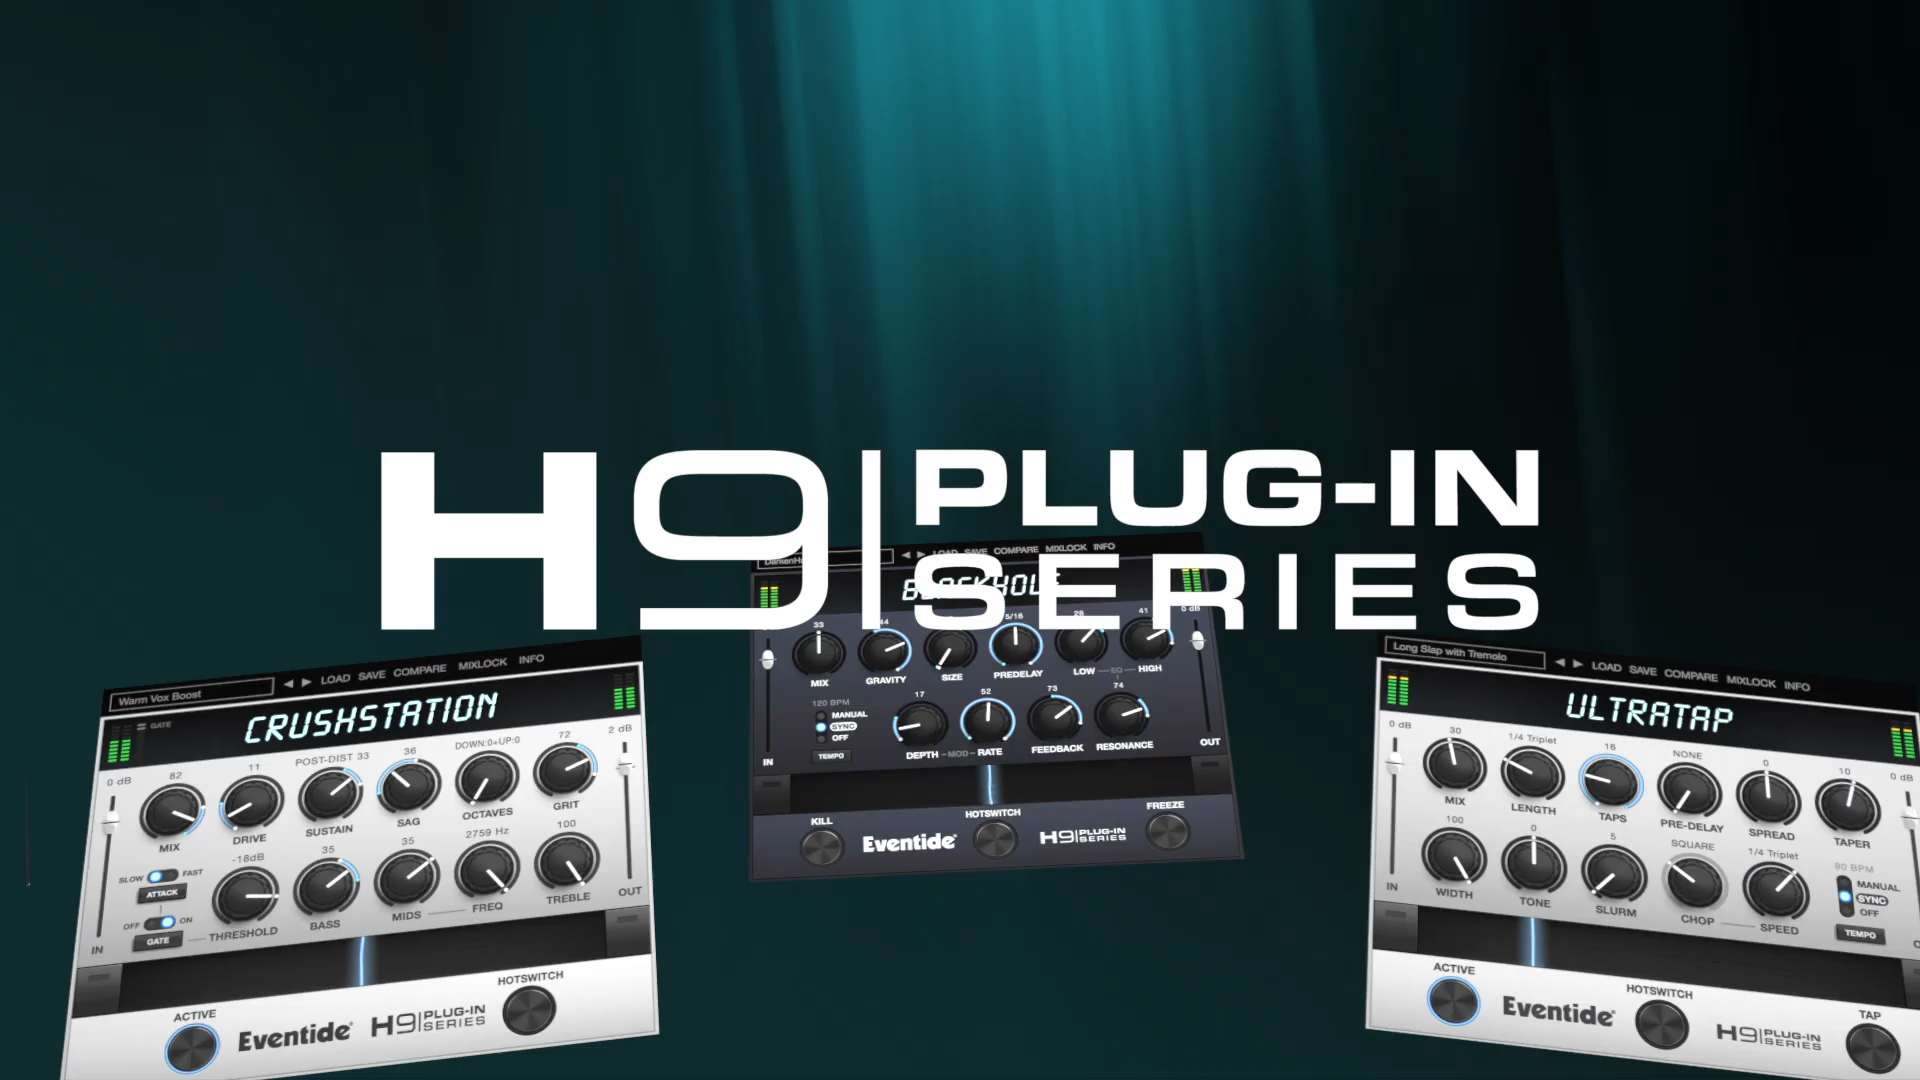 H9 PLUG-IN
SERIES
Warm Vox Boost
LOAD SAVE COMPARE MIXLOCK INFO
GATE
CRUSHSTATION
0 dB
2 dB
82 11 POST-DIST 33 36 DOWN:0+UP:0 72
MIX DRIVE SUSTAIN SAG OCTAVES GRIT
-18dB 35 35 2759 Hz 100
SLOW FAST
ATTACK
OFF ON
GATE THRESHOLD BASS MIDS FREQ TREBLE
IN
OUT
ACTIVE
HOTSWITCH
Eventide H9 PLUG-IN
SERIES
LOAD SAVE COMPARE MIXLOCK INFO
BLACKHOLE
0 dB
33 44 5/16 28 41
MIX GRAVITY SIZE PREDELAY LOW EQ HIGH
120 BPM
MANUAL
SYNC
OFF
TEMPO
17 52 73 74
DEPTH MOD RATE FEEDBACK RESONANCE
IN
OUT
KILL HOTSWITCH FREEZE
Eventide H9 PLUG-IN
SERIES
Long Slap with Tremolo
LOAD SAVE COMPARE MIXLOCK INFO
ULTRATAP
0 dB
0 dB
30 1/4 Triplet 16 NONE 0 10
MIX LENGTH TAPS PRE-DELAY SPREAD TAPER
100 0 5 SQUARE 1/4 Triplet
WIDTH TONE SLURM CHOP SPEED
90 BPM
MANUAL
SYNC
OFF
TEMPO
IN
ACTIVE HOTSWITCH TAP
Eventide H9 PLUG-IN
SERIES